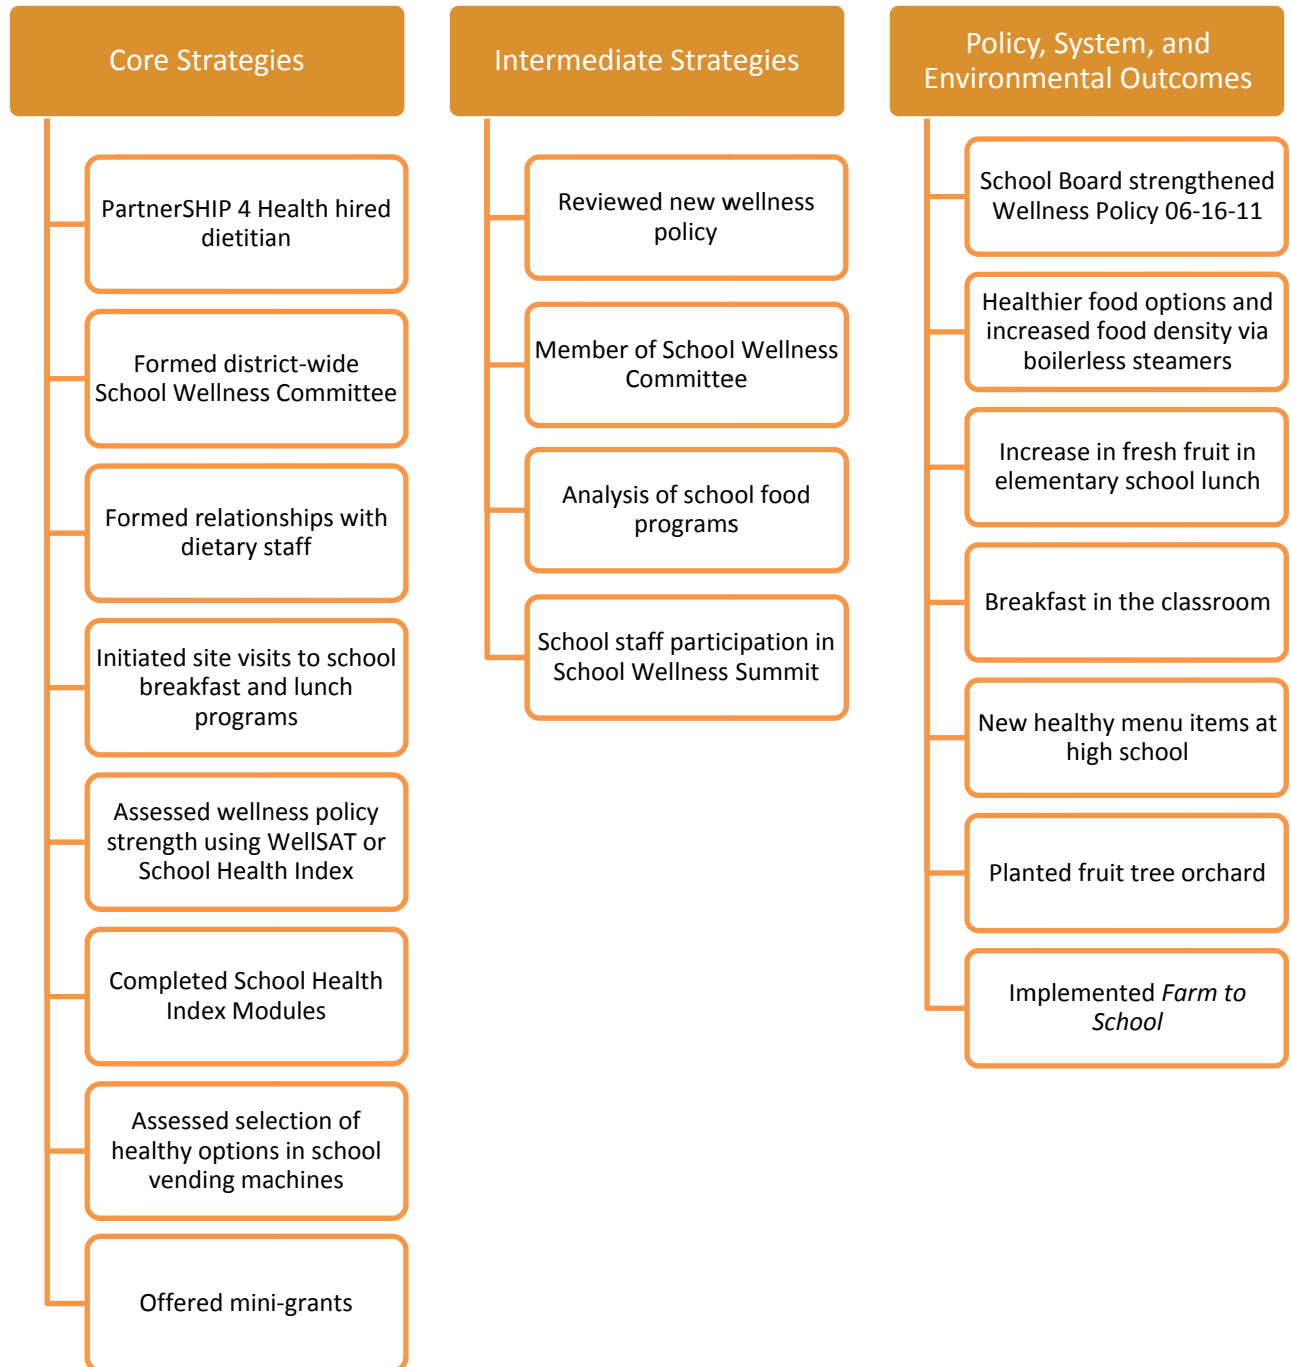 Core Strategies
PartnerSHIP 4 Health hired
dietitian
Formed district-wide
School Wellness Committee
Formed relationships with
dietary staff
Initiated site visits to school
breakfast and lunch
programs
Assessed wellness policy
strength using WellSAT or
School Health Index
Completed School Health
Index Modules
Assessed selection of
healthy options in school
vending machines
Offered mini-grants
Intermediate Strategies
Reviewed new wellness
policy
Member of School Wellness
Committee
Analysis of school food
programs
School staff participation in
School Wellness Summit
Policy, System, and
Environmental Outcomes
School Board strengthened
Wellness Policy 06-16-11
Healthier food options and
increased food density via
boilerless steamers
Increase in fresh fruit in
elementary school lunch
Breakfast in the classroom
New healthy menu items at
high school
Planted fruit tree orchard
Implemented Farm to
School